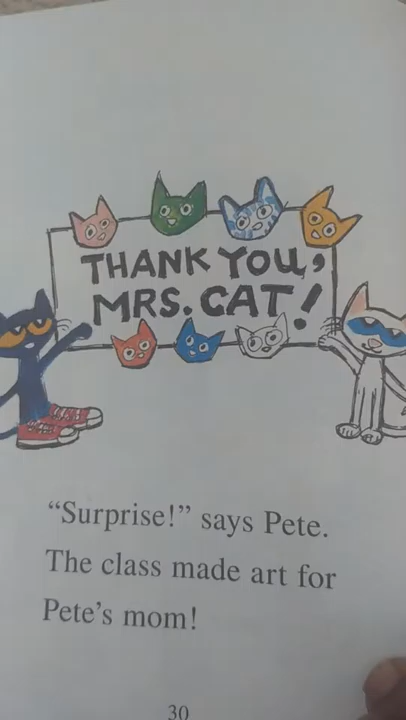 THANK YOU,
MRS. CAT!
“Surprise!” says Pete.
The class made art for
Pete’s mom!
30